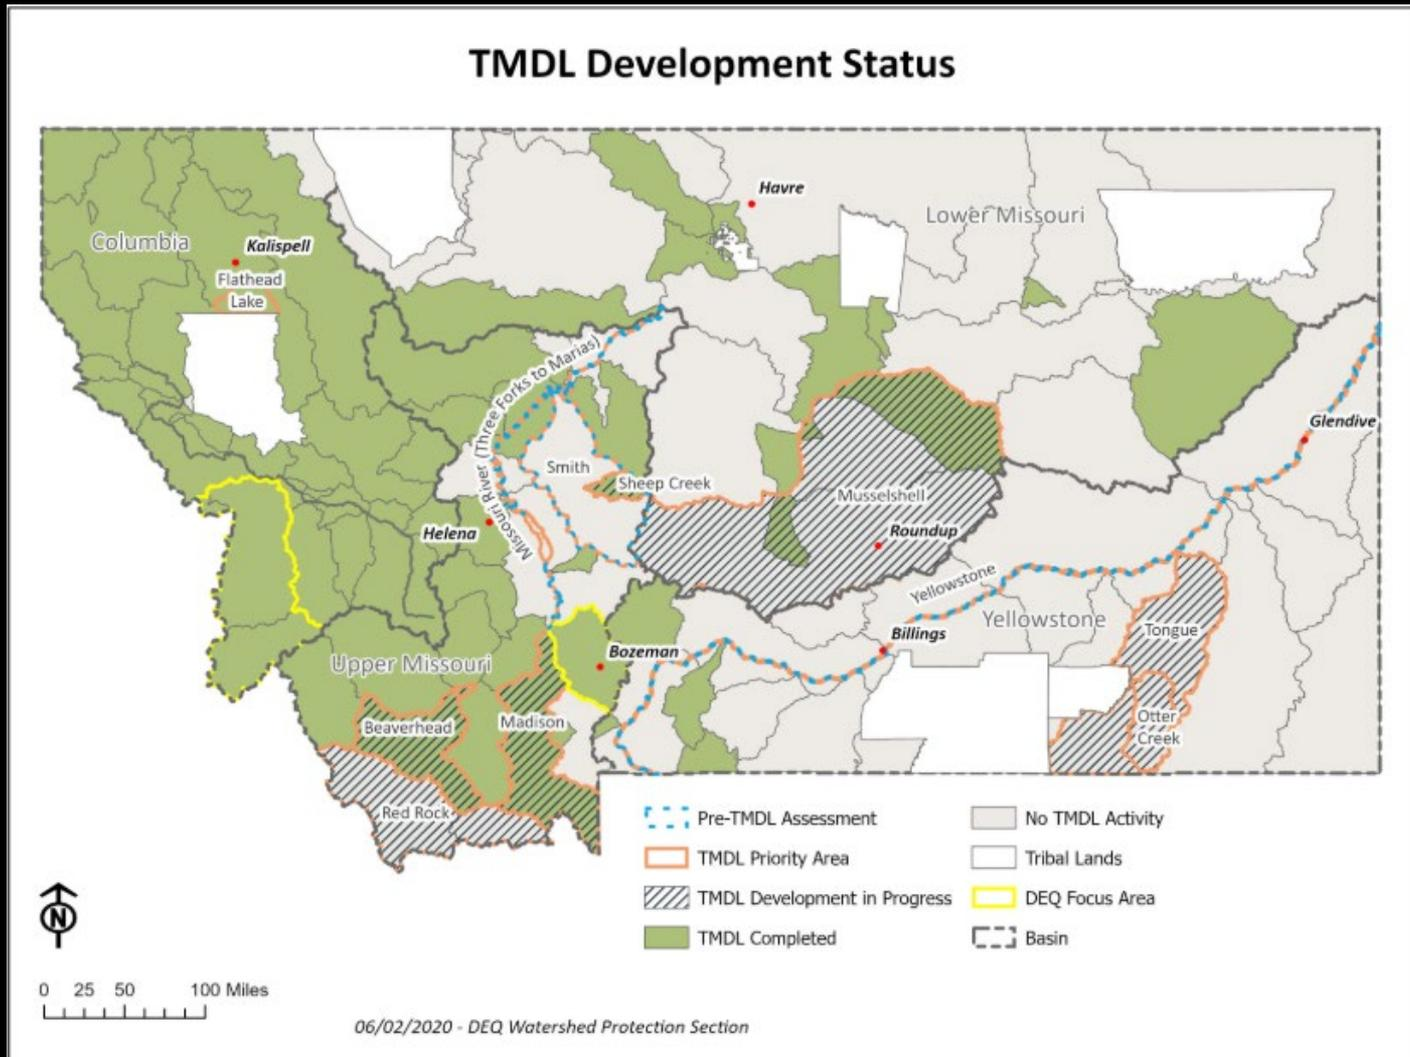 TMDL Development Status
Havre
Lower Missouri
Columbia
Kalispell
Flathead
Lake
Missouri River (Three Forks to Marias)
Glendive
Smith
Sheep Creek
Musselshell
Helena
Roundup
Yellowstone
Yellowstone
Billings
Tongue
Bozeman
Upper Missouri
Beaverhead
Madison
Otter
Creek
Red Rock
Pre-TMDL Assessment
TMDL Priority Area
TMDL Development in Progress
TMDL Completed
No TMDL Activity
Tribal Lands
DEQ Focus Area
Basin
N
0 25 50 100 Miles
06/02/2020 - DEQ Watershed Protection Section